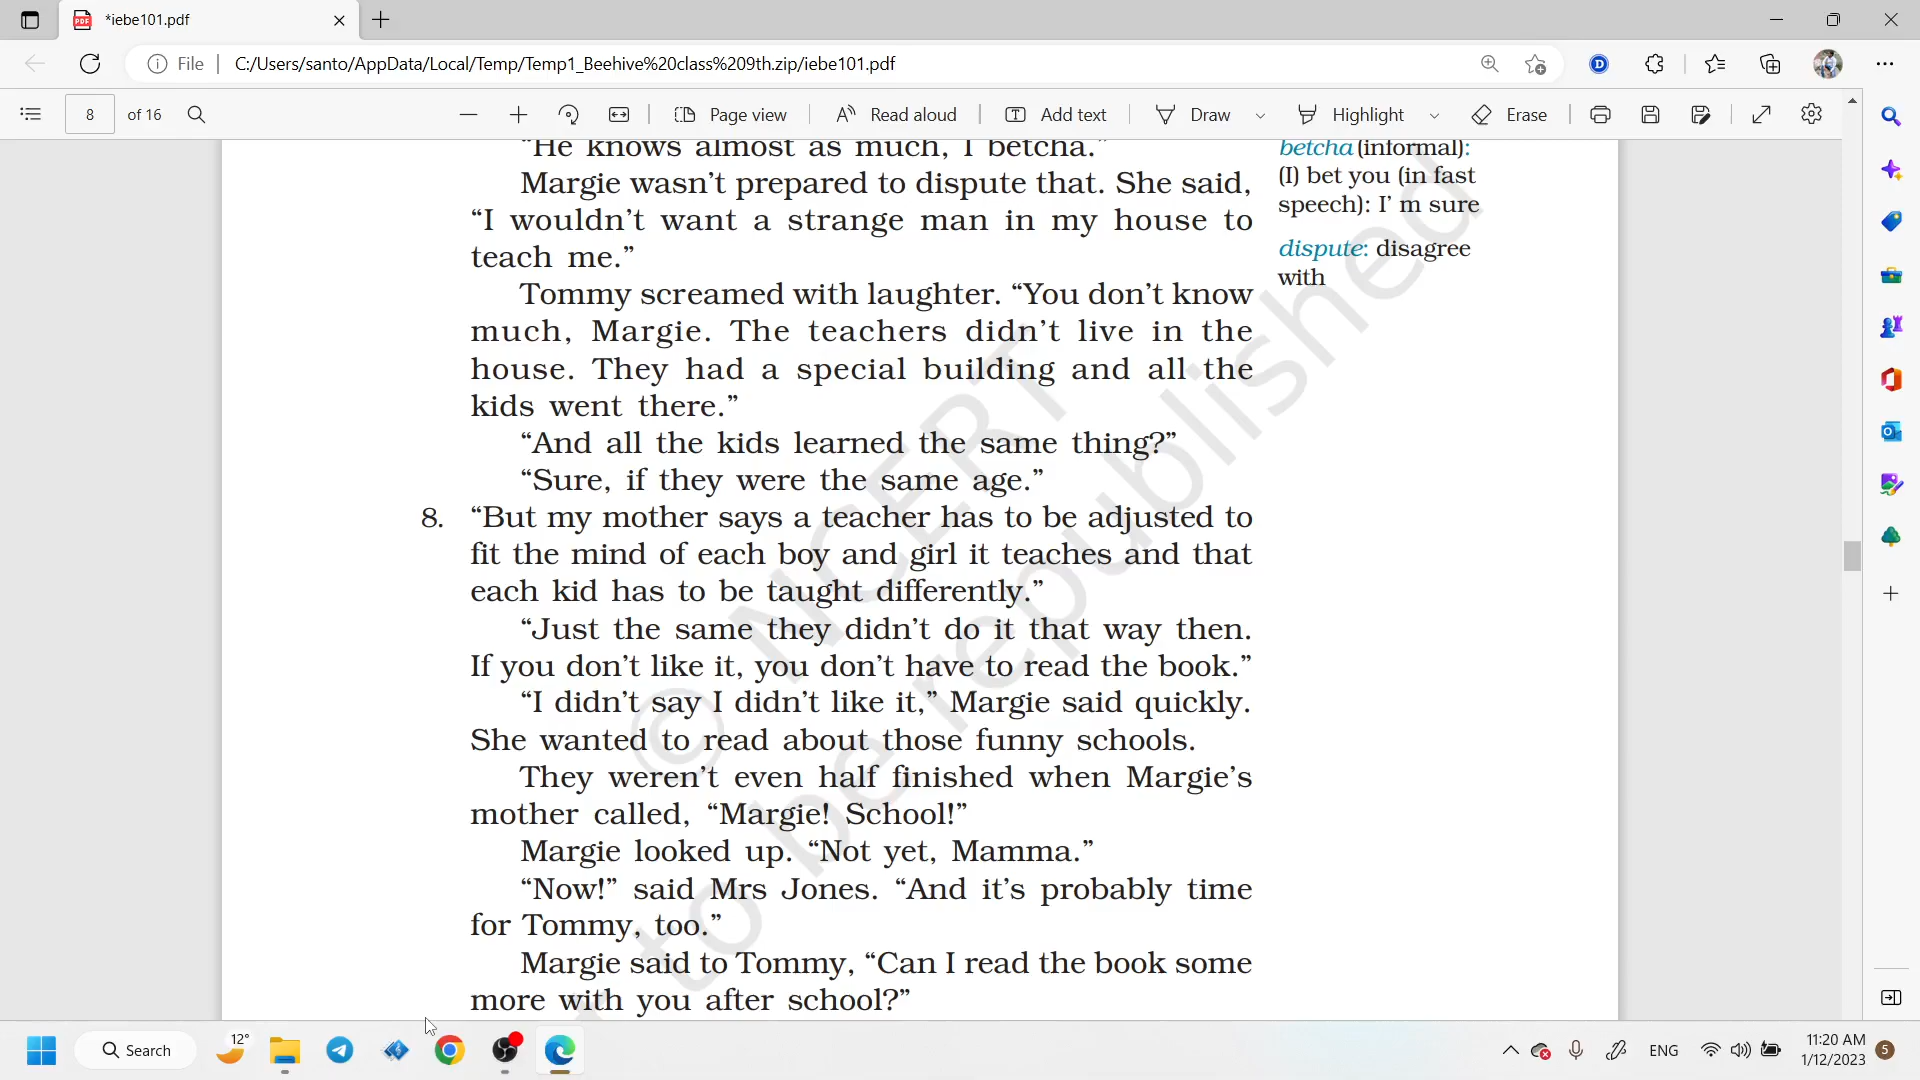 *iebe101.pdf
File
C:/Users/santo/AppData/Local/Temp/Temp1_Beehive%20class%209th.zip/iebe101.pdf
8 of 16
Page view
Read aloud
Add text
Draw
Highlight
Erase
“He knows almost as much, I betcha.”
Margie wasn’t prepared to dispute that. She said,
“I wouldn’t want a strange man in my house to
teach me.”
Tommy screamed with laughter. “You don’t know
much, Margie. The teachers didn’t live in the
house. They had a special building and all the
kids went there.”
“And all the kids learned the same thing?”
“Sure, if they were the same age.”
8. “But my mother says a teacher has to be adjusted to
fit the mind of each boy and girl it teaches and that
each kid has to be taught differently.”
“Just the same they didn’t do it that way then.
If you don’t like it, you don’t have to read the book.”
“I didn’t say I didn’t like it,” Margie said quickly.
She wanted to read about those funny schools.
They weren’t even half finished when Margie’s
mother called, “Margie! School!”
Margie looked up. “Not yet, Mamma.”
“Now!” said Mrs Jones. “And it’s probably time
for Tommy, too.”
Margie said to Tommy, “Can I read the book some
more with you after school?”
betcha (informal):
(I) bet you (in fast
speech): I’ m sure
dispute: disagree
with
© NCERT
to be republished
Search
12°
ENG
11:20 AM
1/12/2023
5